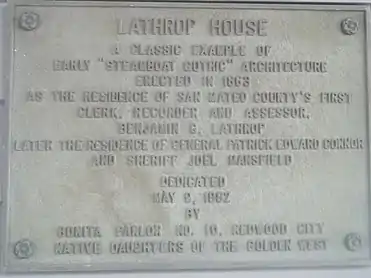 LATHROP HOUSE
A CLASSIC EXAMPLE OF
EARLY "STEAMBOAT GOTHIC" ARCHITECTURE
ERECTED IN 1863
AS THE RESIDENCE OF SAN MATEO COUNTY'S FIRST
CLERK, RECORDER AND ASSESSOR,
BENJAMIN G. LATHROP
LATER THE RESIDENCE OF GENERAL PATRICK EDWARD CONNOR
AND SHERIFF JOEL MANSFIELD
DEDICATED
MAY 6, 1982
BY
BONITA PARLOR NO. 10, REDWOOD CITY
NATIVE DAUGHTERS OF THE GOLDEN WEST